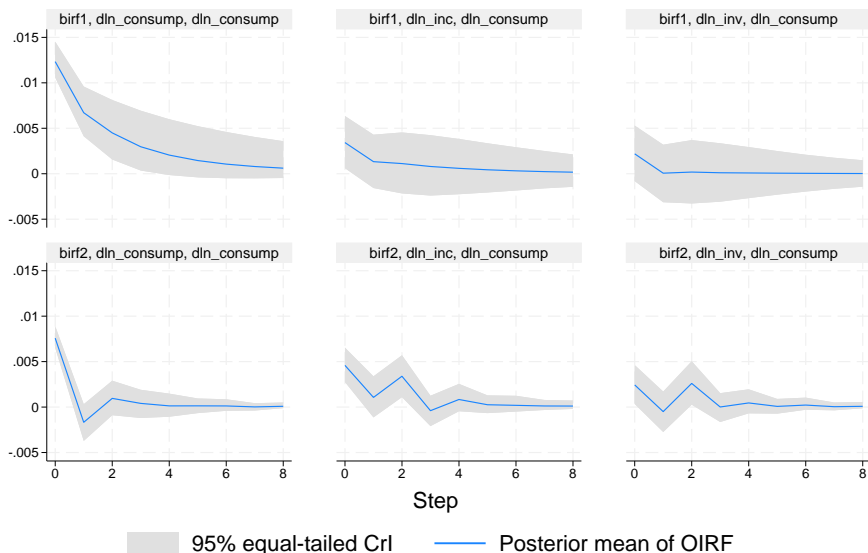 birf1, dln_consump, dln_consump
birf1, dln_inc, dln_consump
birf1, dln_inv, dln_consump
.015
.01
.005
0
-.005
birf2, dln_consump, dln_consump
birf2, dln_inc, dln_consump
birf2, dln_inv, dln_consump
.015
.01
.005
0
-.005
0 2 4 6 8
0 2 4 6 8
0 2 4 6 8
Step
95% equal-tailed CrI
Posterior mean of OIRF